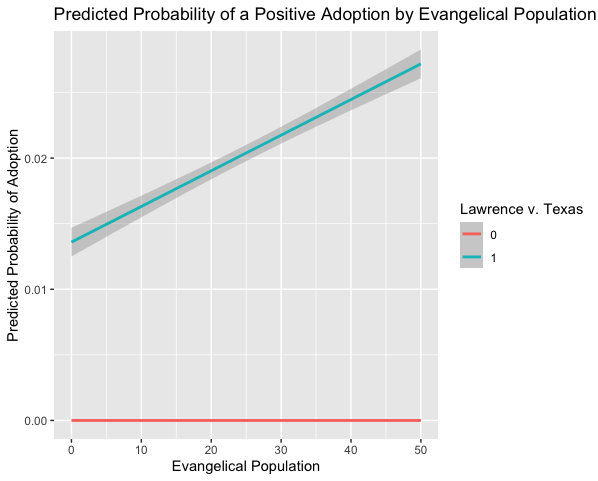 Predicted Probability of a Positive Adoption by Evangelical Population
Predicted Probability of Adoption
0.02
0.01
0.00
0 10 20 30 40 50
Evangelical Population
Lawrence v. Texas
0
1